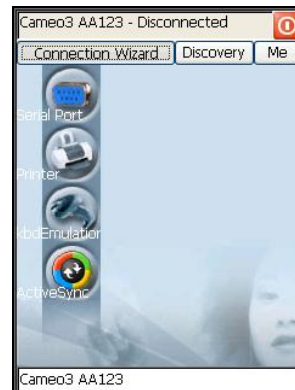 Cameo3 AA123 - Disconnected
Connection Wizard Discovery Me
Serial Port
Printer
kbdEmulation
ActiveSync
Cameo3 AA123